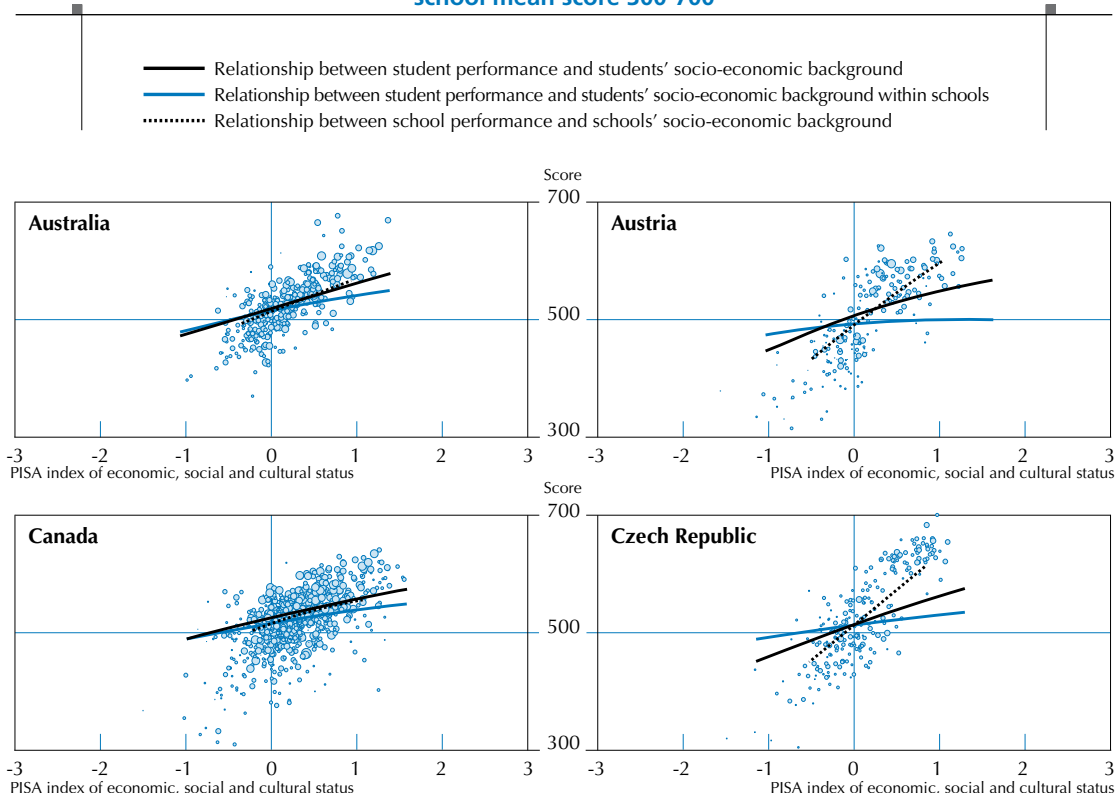 school mean score 300-700
Relationship between student performance and students' socio-economic background
Relationship between student performance and students' socio-economic background within schools
Relationship between school performance and schools' socio-economic background
Score
700
500
300
Australia
Austria
-3 -2 -1 0 1 2 3
-3 -2 -1 0 1 2 3
PISA index of economic, social and cultural status
PISA index of economic, social and cultural status
Score
700
500
300
Canada
Czech Republic
-3 -2 -1 0 1 2 3
-3 -2 -1 0 1 2 3
PISA index of economic, social and cultural status
PISA index of economic, social and cultural status